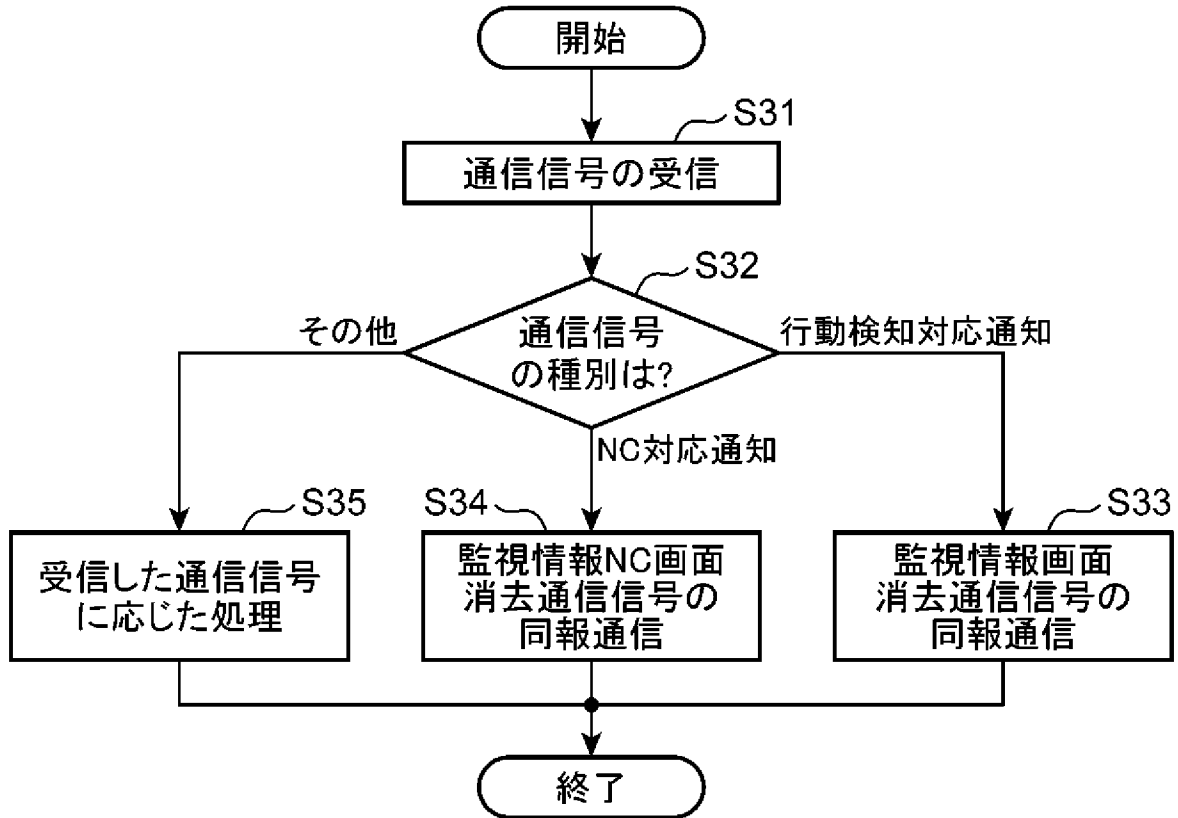 開始
S31
通信信号の受信
S32
通信信号
の種別は?
その他
行動検知対応通知
NC対応通知
S35
受信した通信信号
に応じた処理
S34
監視情報NC画面
消去通信信号の
同報通信
S33
監視情報画面
消去通信信号の
同報通信
終了